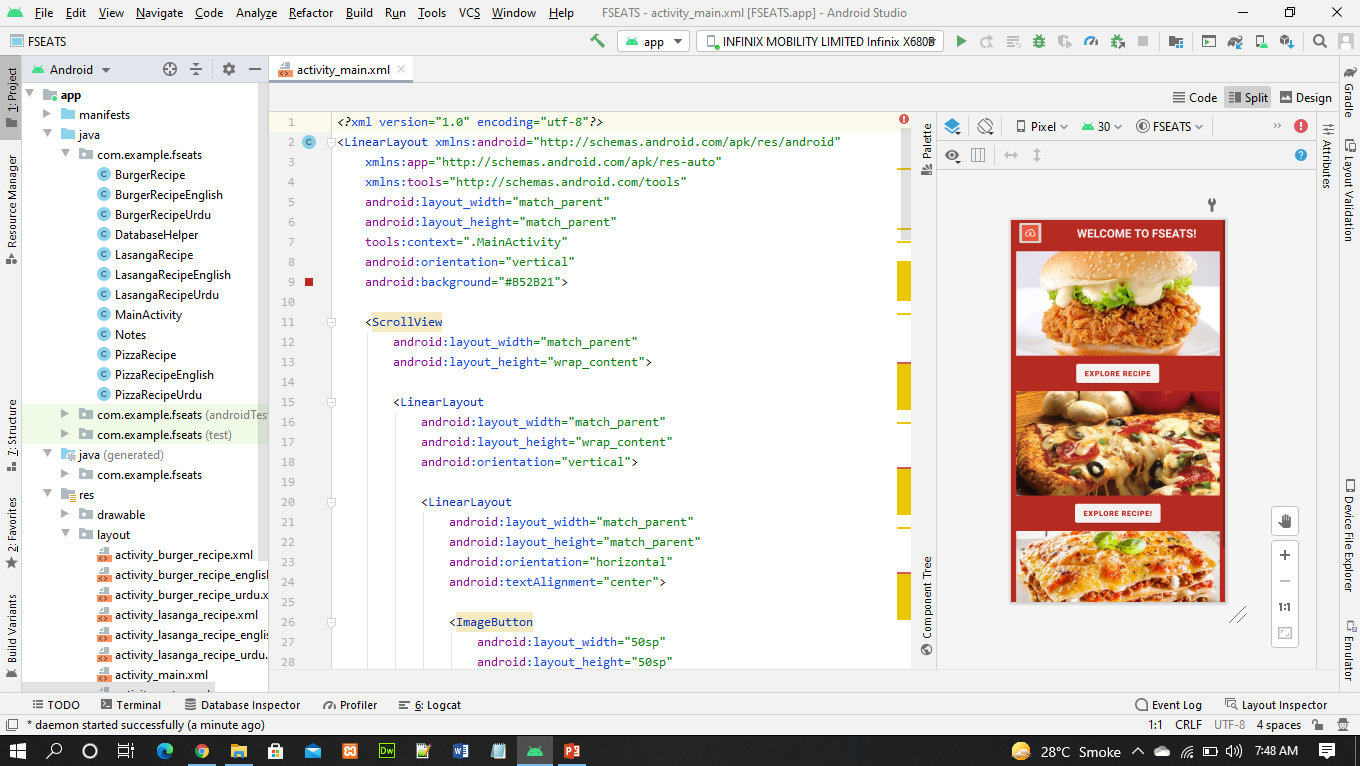 File Edit View Navigate Code Analyze Refactor Build Run Tools VCS Window Help FSEATS - activity_main.xml [FSEATS.app] - Android Studio
FSEATS
app
INFINIX MOBILITY LIMITED Infinix X680B
1: Project
Resource Manager
7: Structure
2: Favorites
Build Variants
Android
app
manifests
java
com.example.fseats
BurgerRecipe
BurgerRecipeEnglish
BurgerRecipeUrdu
DatabaseHelper
LasangaRecipe
LasangaRecipeEnglish
LasangaRecipeUrdu
MainActivity
Notes
PizzaRecipe
PizzaRecipeEnglish
PizzaRecipeUrdu
com.example.fseats (androidTes
com.example.fseats (test)
java (generated)
com.example.fseats
res
drawable
layout
activity_burger_recipe.xml
activity_burger_recipe_english
activity_burger_recipe_urdu.x
activity_lasanga_recipe.xml
activity_lasanga_recipe_englis
activity_lasanga_recipe_urdu.
activity_main.xml
activity_main.xml
Code Split Design
1 <?xml version="1.0" encoding="utf-8"?>
2 <LinearLayout xmlns:android="http://schemas.android.com/apk/res/android"
3 xmlns:app="http://schemas.android.com/apk/res-auto"
4 xmlns:tools="http://schemas.android.com/tools"
5 android:layout_width="match_parent"
6 android:layout_height="match_parent"
7 tools:context=".MainActivity"
8 android:orientation="vertical"
9 android:background="#B52B21">
10
11 <ScrollView
12 android:layout_width="match_parent"
13 android:layout_height="wrap_content">
14
15 <LinearLayout
16 android:layout_width="match_parent"
17 android:layout_height="wrap_content"
18 android:orientation="vertical">
19
20 <LinearLayout
21 android:layout_width="match_parent"
22 android:layout_height="match_parent"
23 android:orientation="horizontal"
24 android:textAlignment="center">
25
26 <ImageButton
27 android:layout_width="50sp"
28 android:layout_height="50sp"
Palette
Component Tree
Pixel 30 FSEATS
WELCOME TO FSEATS!
EXPLORE RECIPE
EXPLORE RECIPE!
1:1
Attributes
Gradle
Layout Validation
Device File Explorer
Emulator
TODO Terminal Database Inspector Profiler 6: Logcat Event Log Layout Inspector
* daemon started successfully (a minute ago) 1:1 CRLF UTF-8 4 spaces
Dw
28°C Smoke 7:48 AM